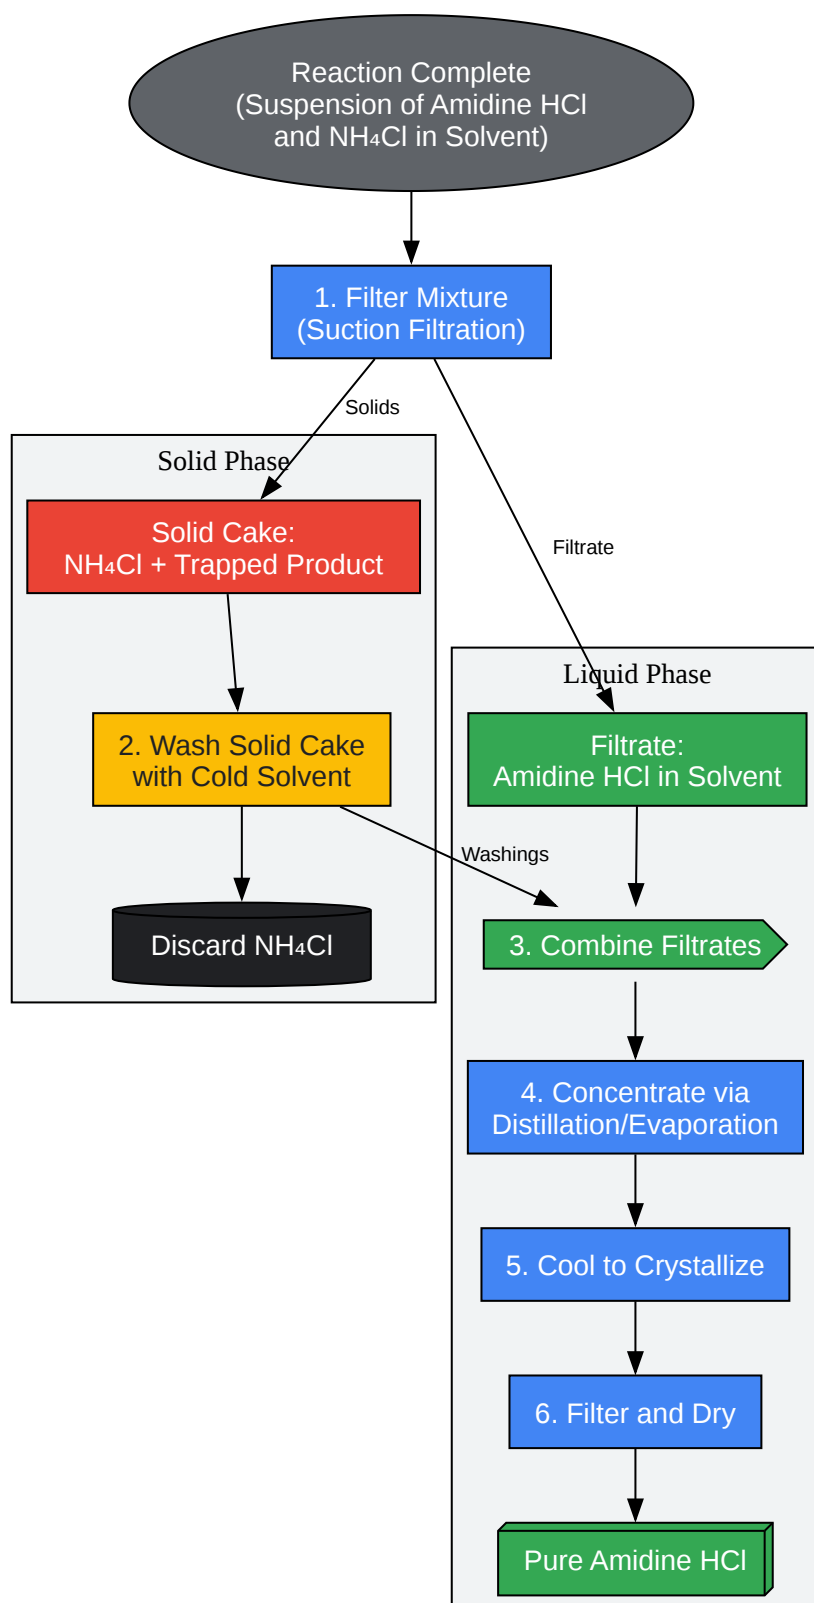 Reaction Complete
(Suspension of Amidine HCl
and NH₄Cl in Solvent)
1. Filter Mixture
(Suction Filtration)
Solids
Solid Phase
Solid Cake:
NH₄Cl + Trapped Product
Filtrate
Liquid Phase
2. Wash Solid Cake
with Cold Solvent
Filtrate:
Amidine HCl in Solvent
Washings
Discard NH₄Cl
3. Combine Filtrates
4. Concentrate via
Distillation/Evaporation
5. Cool to Crystallize
6. Filter and Dry
Pure Amidine HCl